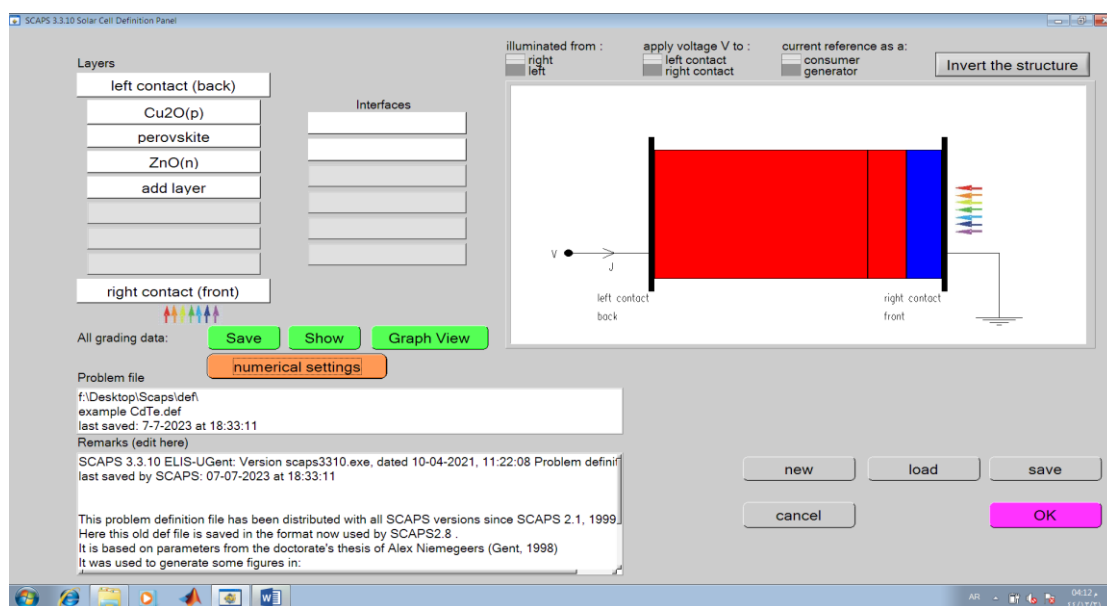 SCAPS 3.3.10 Solar Cell Definition Panel
Layers
left contact (back)
Cu2O(p)
perovskite
ZnO(n)
add layer
right contact (front)
Interfaces
illuminated from :
right
left
apply voltage V to :
left contact
right contact
current reference as a:
consumer
generator
Invert the structure
V
J
left contact
back
right contact
front
All grading data:
Save
Show
Graph View
numerical settings
Problem file
f:\Desktop\Scaps\def\
example CdTe.def
last saved: 7-7-2023 at 18:33:11
Remarks (edit here)
SCAPS 3.3.10 ELIS-UGent: Version scaps3310.exe, dated 10-04-2021, 11:22:08 Problem definit
last saved by SCAPS: 07-07-2023 at 18:33:11
This problem definition file has been distributed with all SCAPS versions since SCAPS 2.1, 1999
Here this old def file is saved in the format now used by SCAPS2.8 .
It is based on parameters from the doctorate's thesis of Alex Niemegeers (Gent, 1998)
It was used to generate some figures in:
new
load
save
cancel
OK
AR
04:12 م